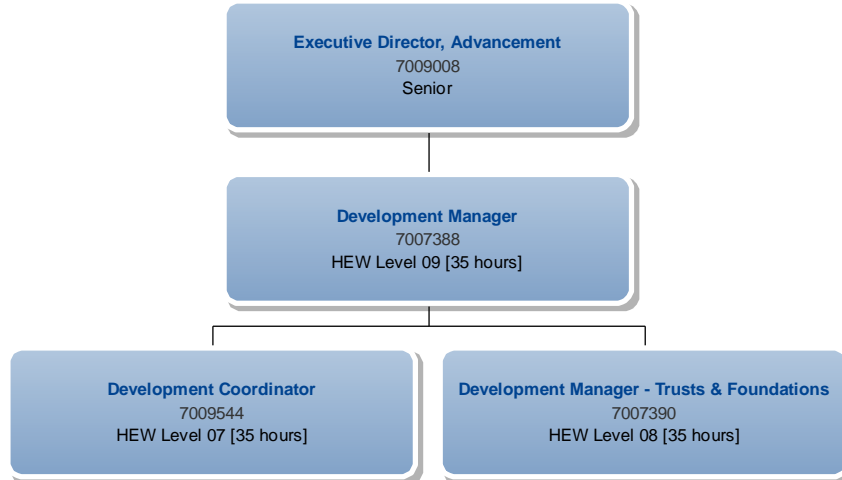 Executive Director, Advancement
7009008
Senior
Development Manager
7007388
HEW Level 09 [35 hours]
Development Coordinator
7009544
HEW Level 07 [35 hours]
Development Manager - Trusts & Foundations
7007390
HEW Level 08 [35 hours]